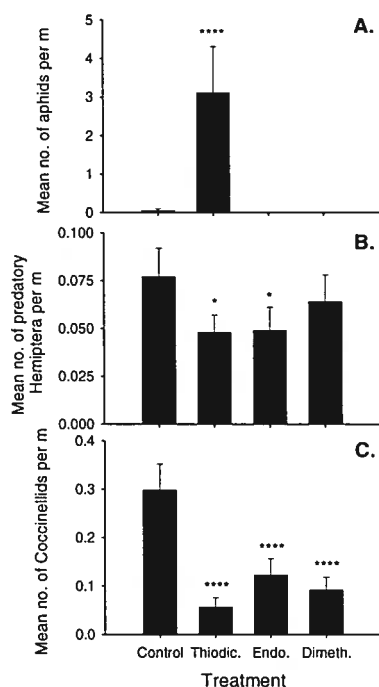 A.
****
Mean no. of aphids per m
5
4
3
2
1
0
B.
Mean no. of predatory
Hemiptera per m
0.100
0.075
0.050
0.025
0.000
*
*
C.
Mean no. of Coccinellids per m
0.4
0.3
0.2
0.1
0.0
****
****
****
Control Thiodic. Endo. Dimeth.
Treatment